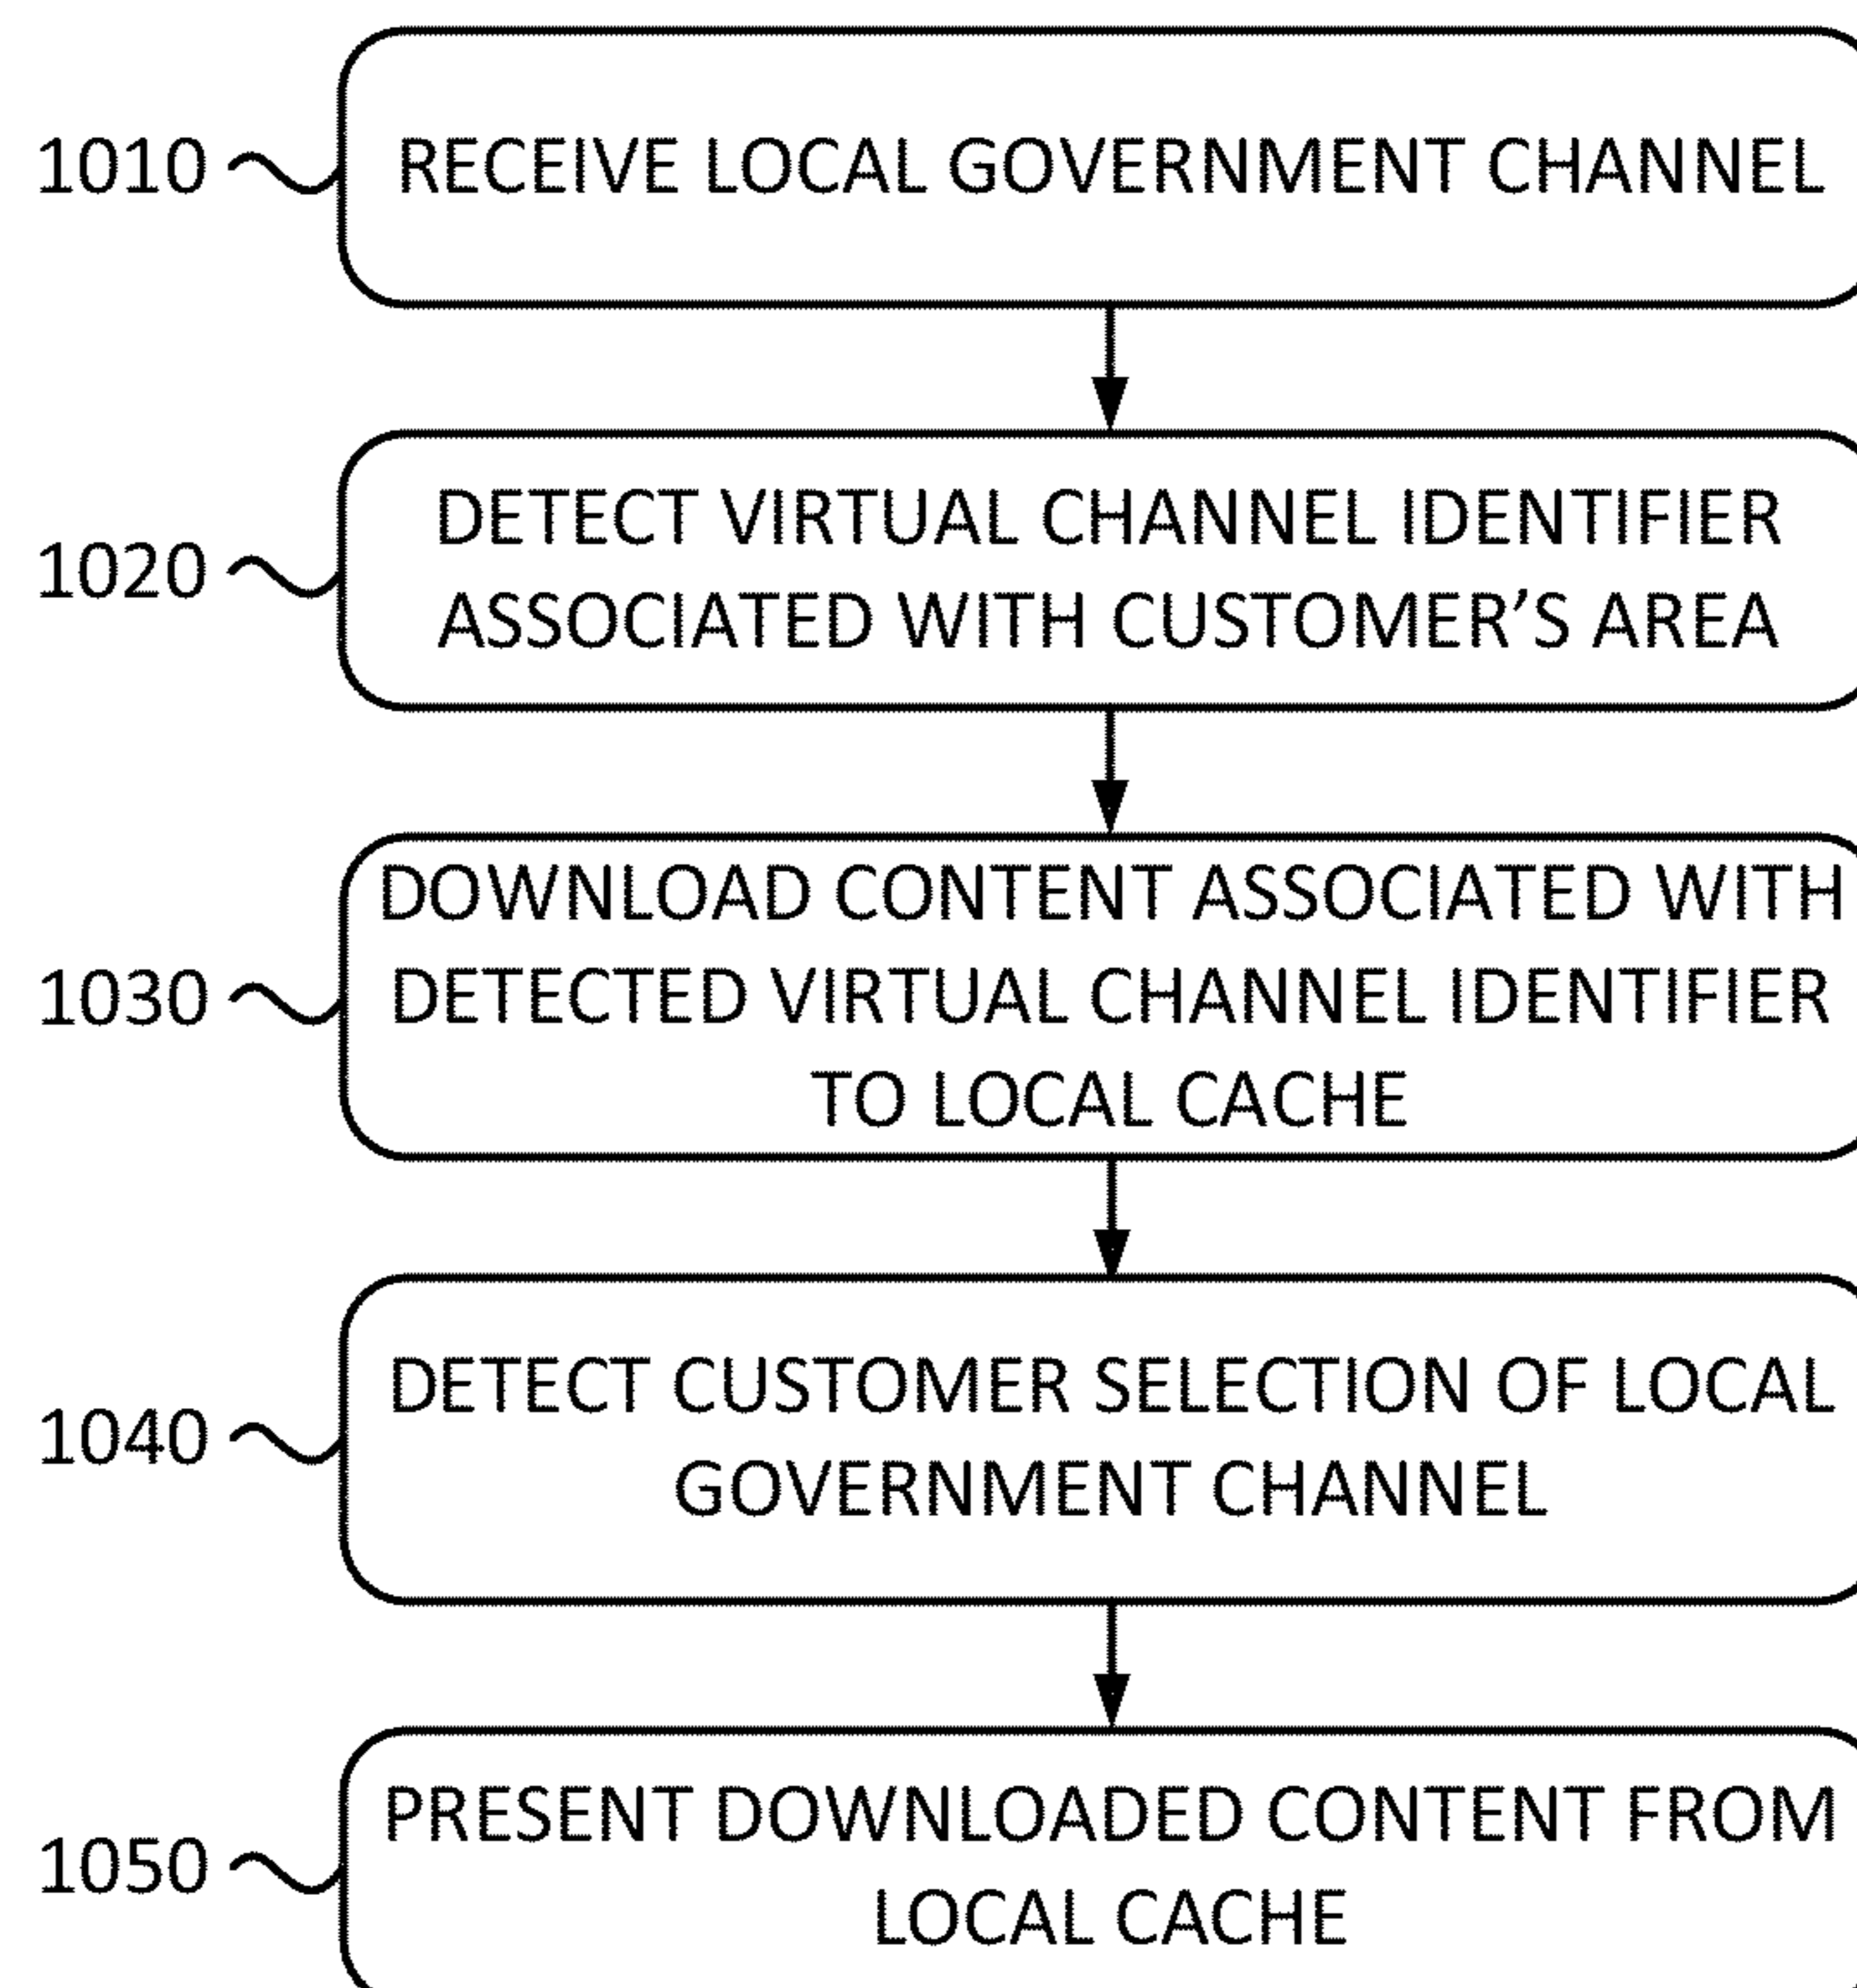 1010
RECEIVE LOCAL GOVERNMENT CHANNEL
1020
DETECT VIRTUAL CHANNEL IDENTIFIER
ASSOCIATED WITH CUSTOMER’S AREA
1030
DOWNLOAD CONTENT ASSOCIATED WITH
DETECTED VIRTUAL CHANNEL IDENTIFIER
TO LOCAL CACHE
1040
DETECT CUSTOMER SELECTION OF LOCAL
GOVERNMENT CHANNEL
1050
PRESENT DOWNLOADED CONTENT FROM
LOCAL CACHE